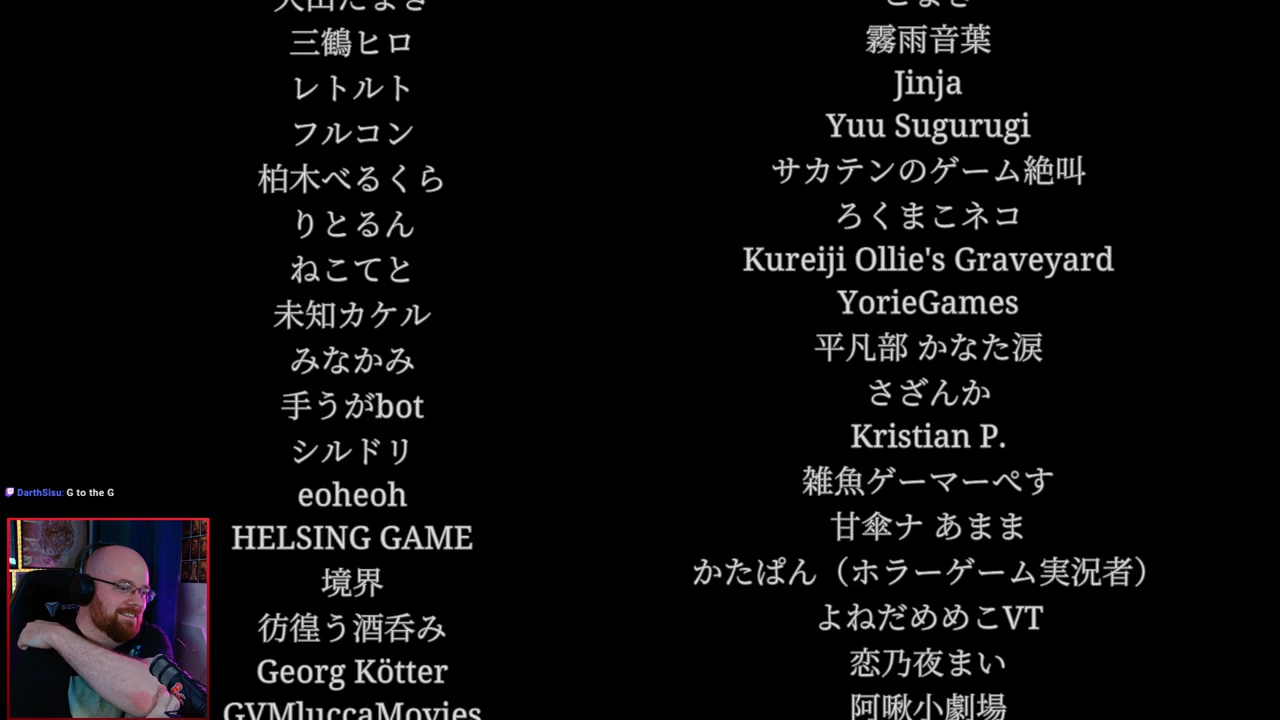 三鶴ヒロ
レトルト
フルコン
柏木べるくら
りとるん
ねこてと
未知カケル
みなかみ
手うがbot
シルドリ
eoheoh
HELSING GAME
境界
彷徨う酒呑み
Georg Kötter
GVMluccaMovies
霧雨音葉
Jinja
Yuu Sugurugi
サカテンのゲーム絶叫
ろくまこネコ
Kureiji Ollie's Graveyard
YorieGames
平凡部 かなた涙
さざんか
Kristian P.
雑魚ゲーマーぺす
甘傘ナ あまま
かたぱん（ホラーゲーム実況者）
よねだめめこVT
恋乃夜まい
阿啾小劇場
DarthSisu: G to the G